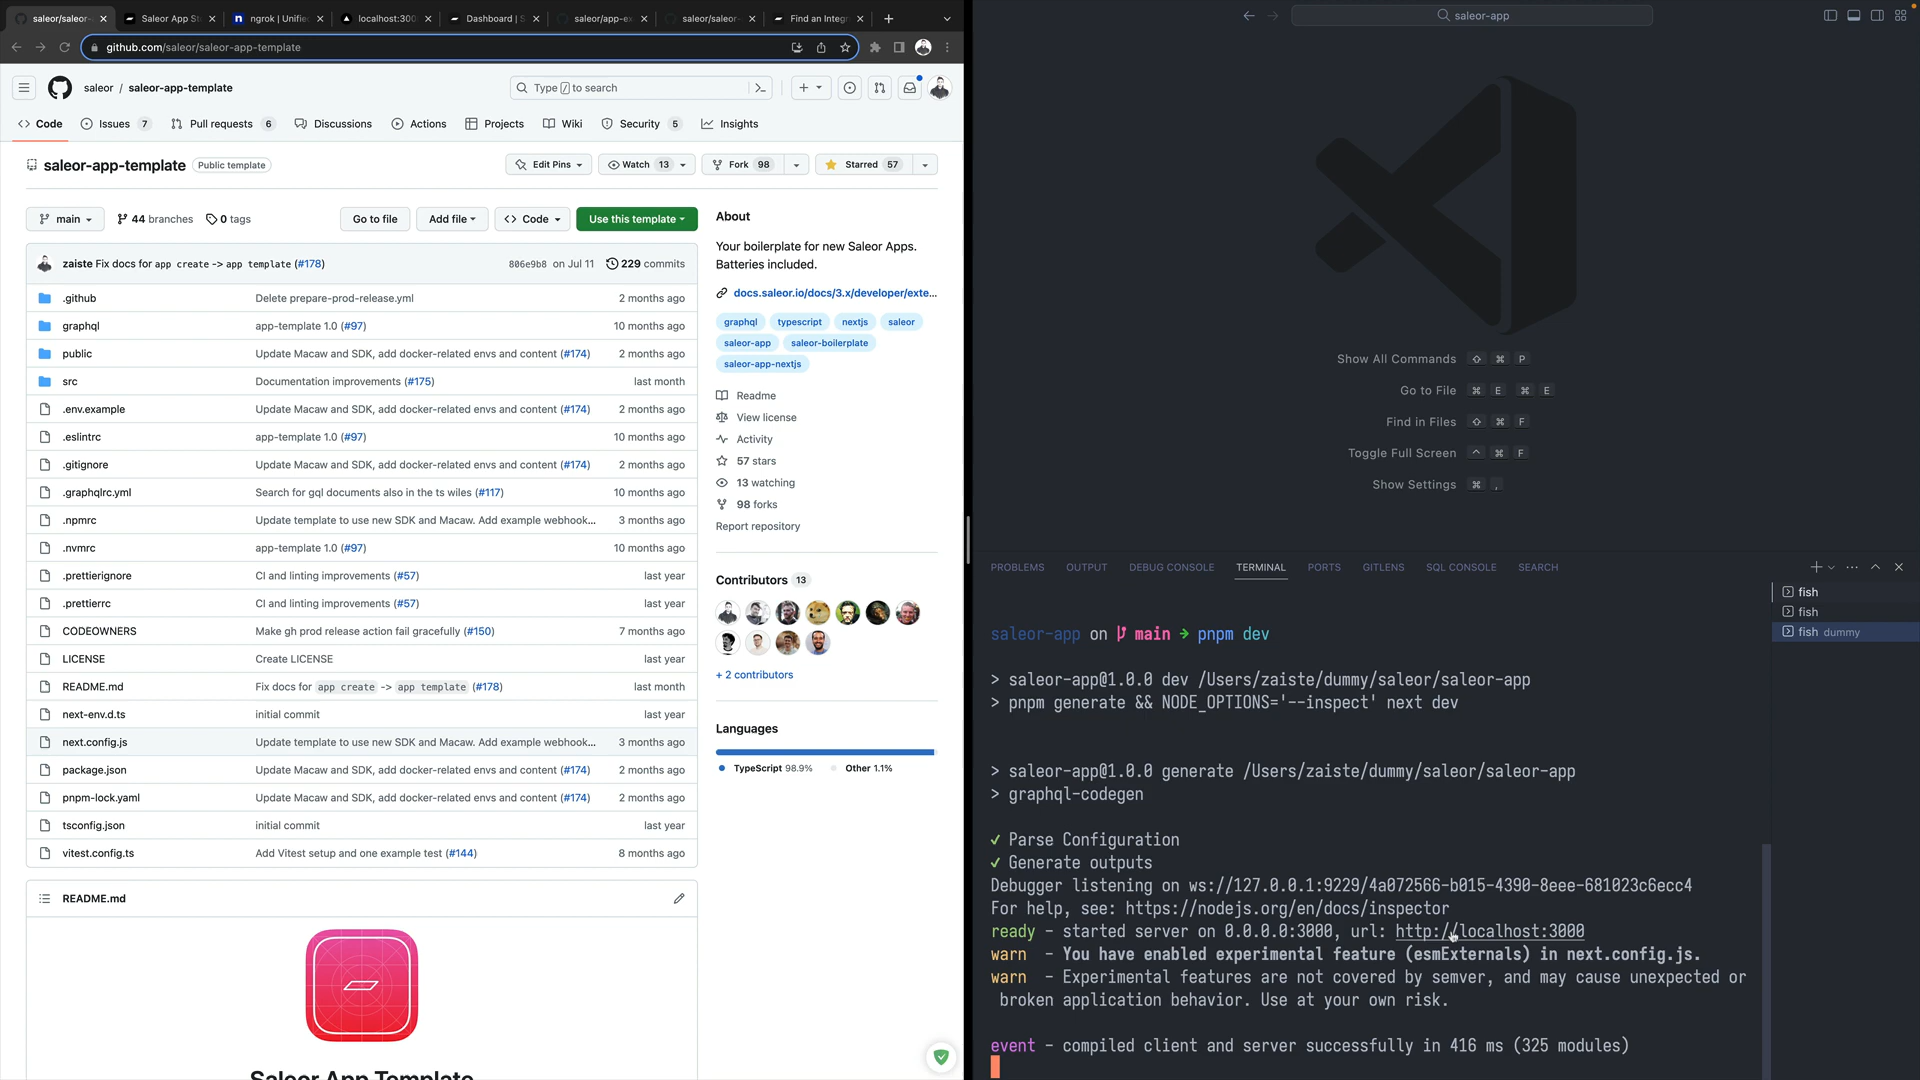 saleor/saleor-
Saleor App St
ngrok | Unifie
localhost:300
Dashboard | S
saleor/app-ex
saleor/saleor-
Find an Integ
github.com/saleor/saleor-app-template
saleor / saleor-app-template
Type / to search
Code
Issues 7
Pull requests 6
Discussions
Actions
Projects
Wiki
Security 5
Insights
saleor-app-template Public template
Edit Pins
Watch 13
Fork 98
Starred 57
main
44 branches
0 tags
Go to file
Add file
Code
Use this template
zaiste Fix docs for app create -> app template (#178) 806e9b8 on Jul 11 229 commits
.github Delete prepare-prod-release.yml 2 months ago
graphql app-template 1.0 (#97) 10 months ago
public Update Macaw and SDK, add docker-related envs and content (#174) 2 months ago
src Documentation improvements (#175) last month
.env.example Update Macaw and SDK, add docker-related envs and content (#174) 2 months ago
.eslintrc app-template 1.0 (#97) 10 months ago
.gitignore Update Macaw and SDK, add docker-related envs and content (#174) 2 months ago
.graphqlrc.yml Search for gql documents also in the ts wiles (#117) 10 months ago
.npmrc Update template to use new SDK and Macaw. Add example webhook... 3 months ago
.nvmrc app-template 1.0 (#97) 10 months ago
.prettierignore CI and linting improvements (#57) last year
.prettierrc CI and linting improvements (#57) last year
CODEOWNERS Make gh prod release action fail gracefully (#150) 7 months ago
LICENSE Create LICENSE last year
README.md Fix docs for app create -> app template (#178) last month
next-env.d.ts initial commit last year
next.config.js Update template to use new SDK and Macaw. Add example webhook... 3 months ago
package.json Update Macaw and SDK, add docker-related envs and content (#174) 2 months ago
pnpm-lock.yaml Update Macaw and SDK, add docker-related envs and content (#174) 2 months ago
tsconfig.json initial commit last year
vitest.config.ts Add Vitest setup and one example test (#144) 8 months ago
README.md
Saleor App Template
About
Your boilerplate for new Saleor Apps.
Batteries included.
docs.saleor.io/docs/3.x/developer/exte...
graphql typescript nextjs saleor
saleor-app saleor-boilerplate
saleor-app-nextjs
Readme
View license
Activity
57 stars
13 watching
98 forks
Report repository
Contributors 13
+ 2 contributors
Languages
TypeScript 98.9% Other 1.1%
saleor-app
Show All Commands ⇧ ⌘ P
Go to File ⌘ E ⌘ E
Find in Files ⇧ ⌘ F
Toggle Full Screen ^ ⌘ F
Show Settings ⌘ ,
PROBLEMS OUTPUT DEBUG CONSOLE TERMINAL PORTS GITLENS SQL CONSOLE SEARCH
fish
fish
fish dummy
saleor-app on main → pnpm dev
> saleor-app@1.0.0 dev /Users/zaiste/dummy/saleor/saleor-app
> pnpm generate && NODE_OPTIONS='--inspect' next dev
> saleor-app@1.0.0 generate /Users/zaiste/dummy/saleor/saleor-app
> graphql-codegen
✓ Parse Configuration
✓ Generate outputs
Debugger listening on ws://127.0.0.1:9229/4a072566-b015-4390-8eee-681023c6ecc4
For help, see: https://nodejs.org/en/docs/inspector
ready - started server on 0.0.0.0:3000, url: http://localhost:3000
warn - You have enabled experimental feature (esmExternals) in next.config.js.
warn - Experimental features are not covered by semver, and may cause unexpected or
broken application behavior. Use at your own risk.
event - compiled client and server successfully in 416 ms (325 modules)